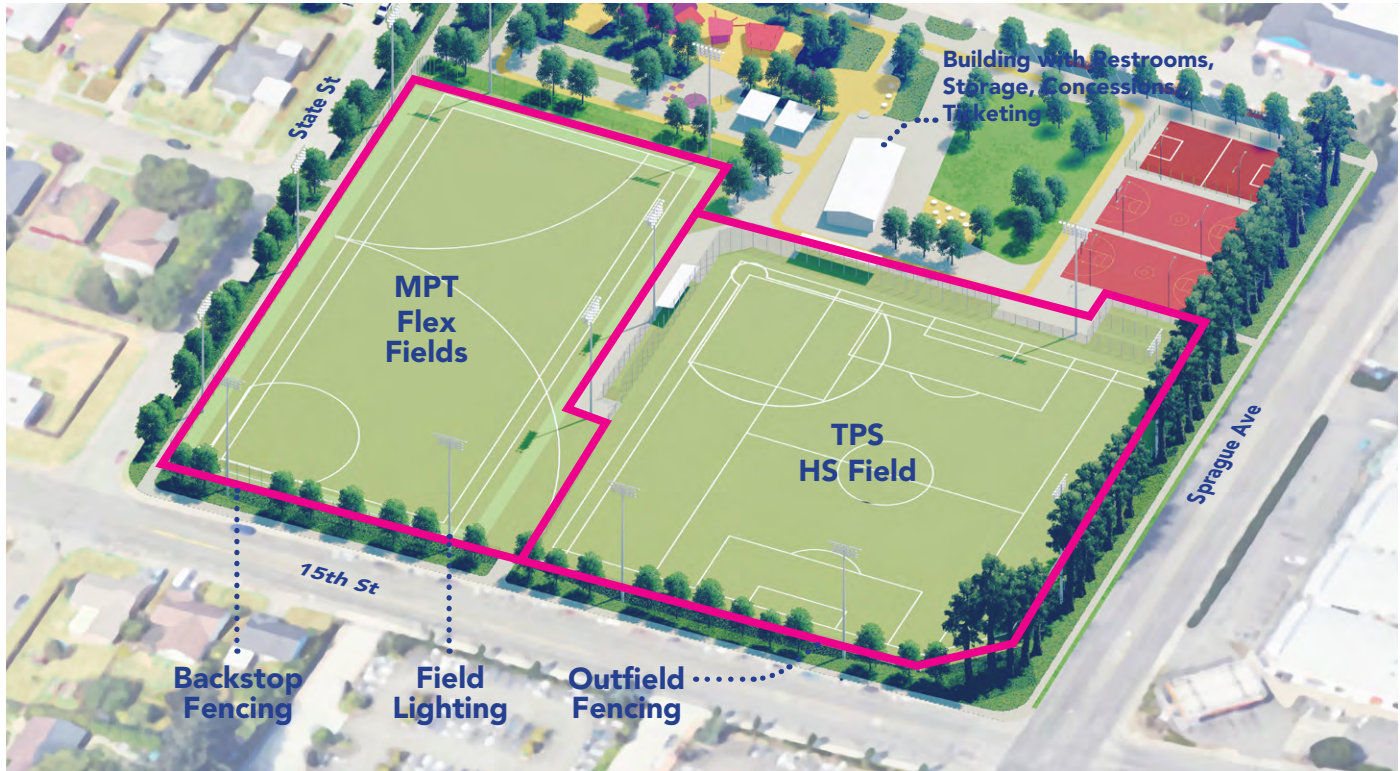 Building with Restrooms,
Storage, Concessions,
Ticketing
State St
MPT
Flex
Fields
TPS
HS Field
Sprague Ave
15th St
Backstop
Fencing
Field
Lighting
Outfield
Fencing